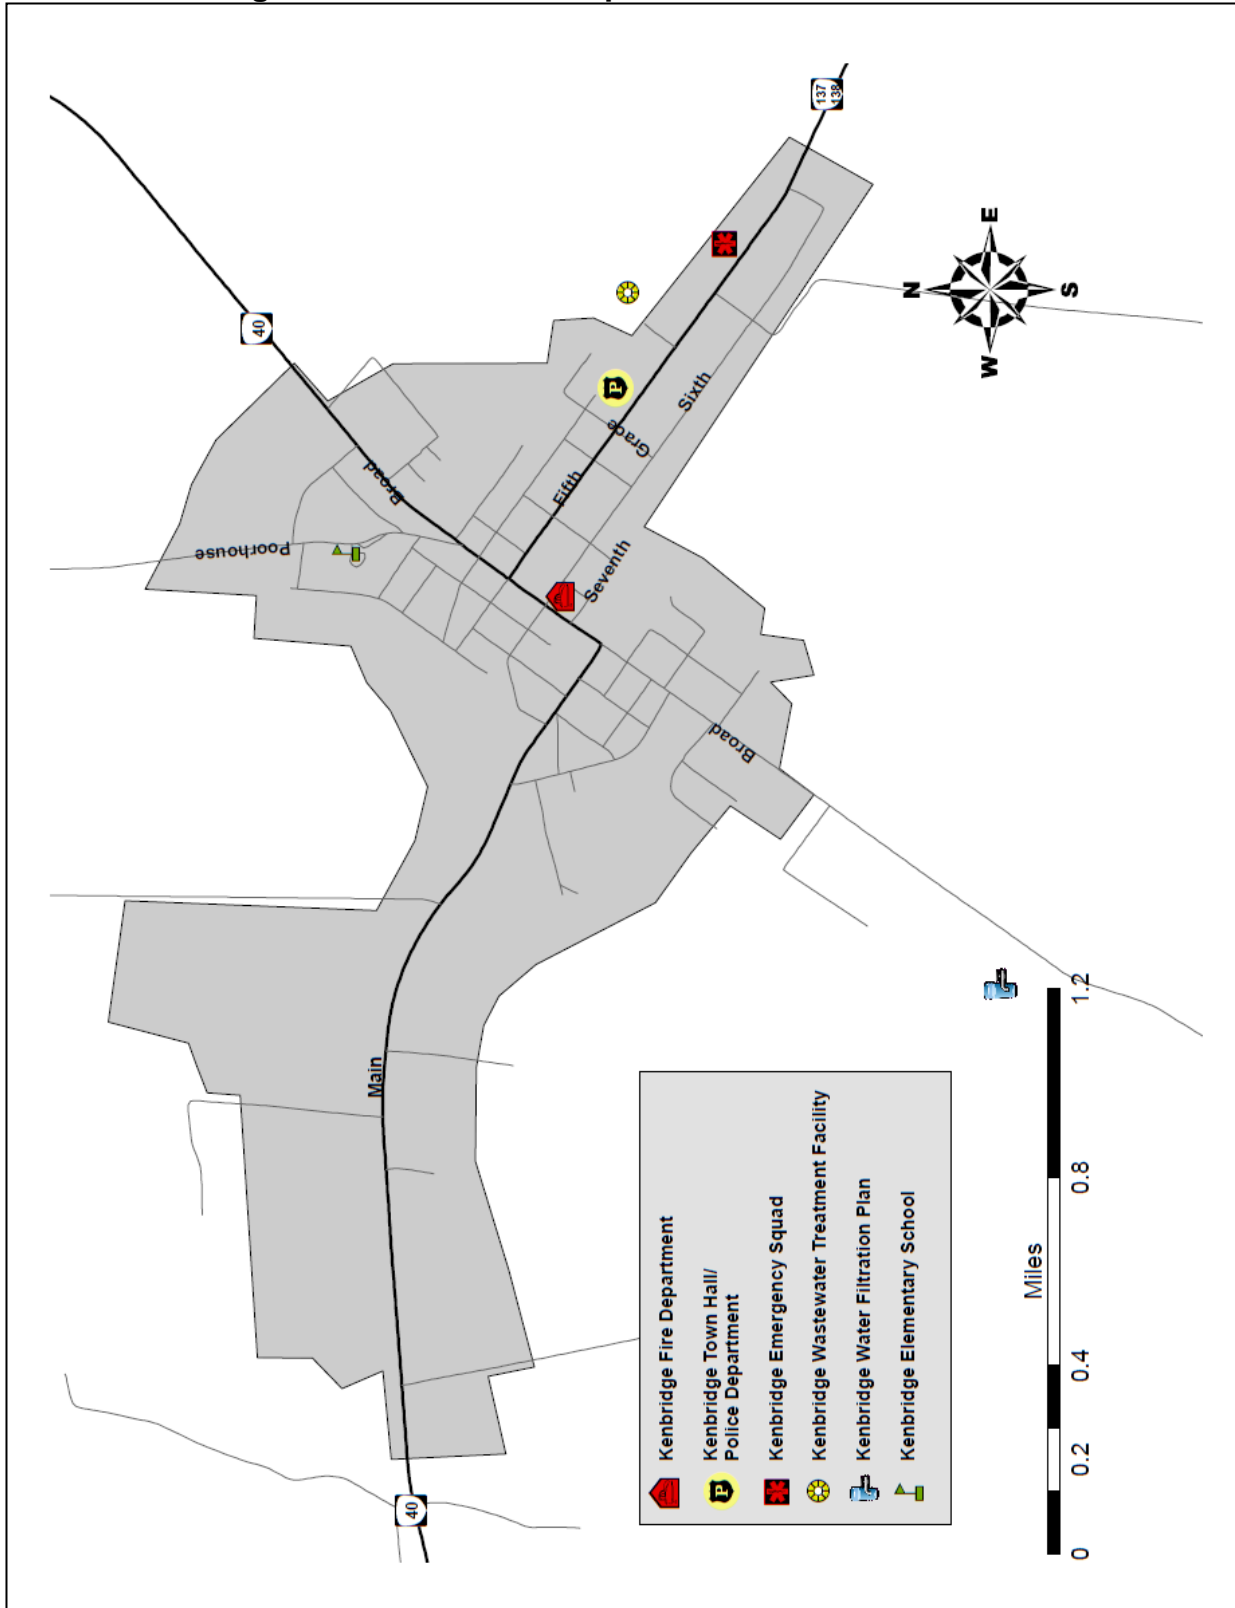 40
137
138
40
Poorhouse
Broad
Grace
Fifth
Sixth
Seventh
Broad
Main
40
N
E
S
W
Kenbridge Fire Department
Kenbridge Town Hall/
Police Department
Kenbridge Emergency Squad
Kenbridge Wastewater Treatment Facility
Kenbridge Water Filtration Plan
Kenbridge Elementary School
Miles
0 0.2 0.4 0.8 1.2